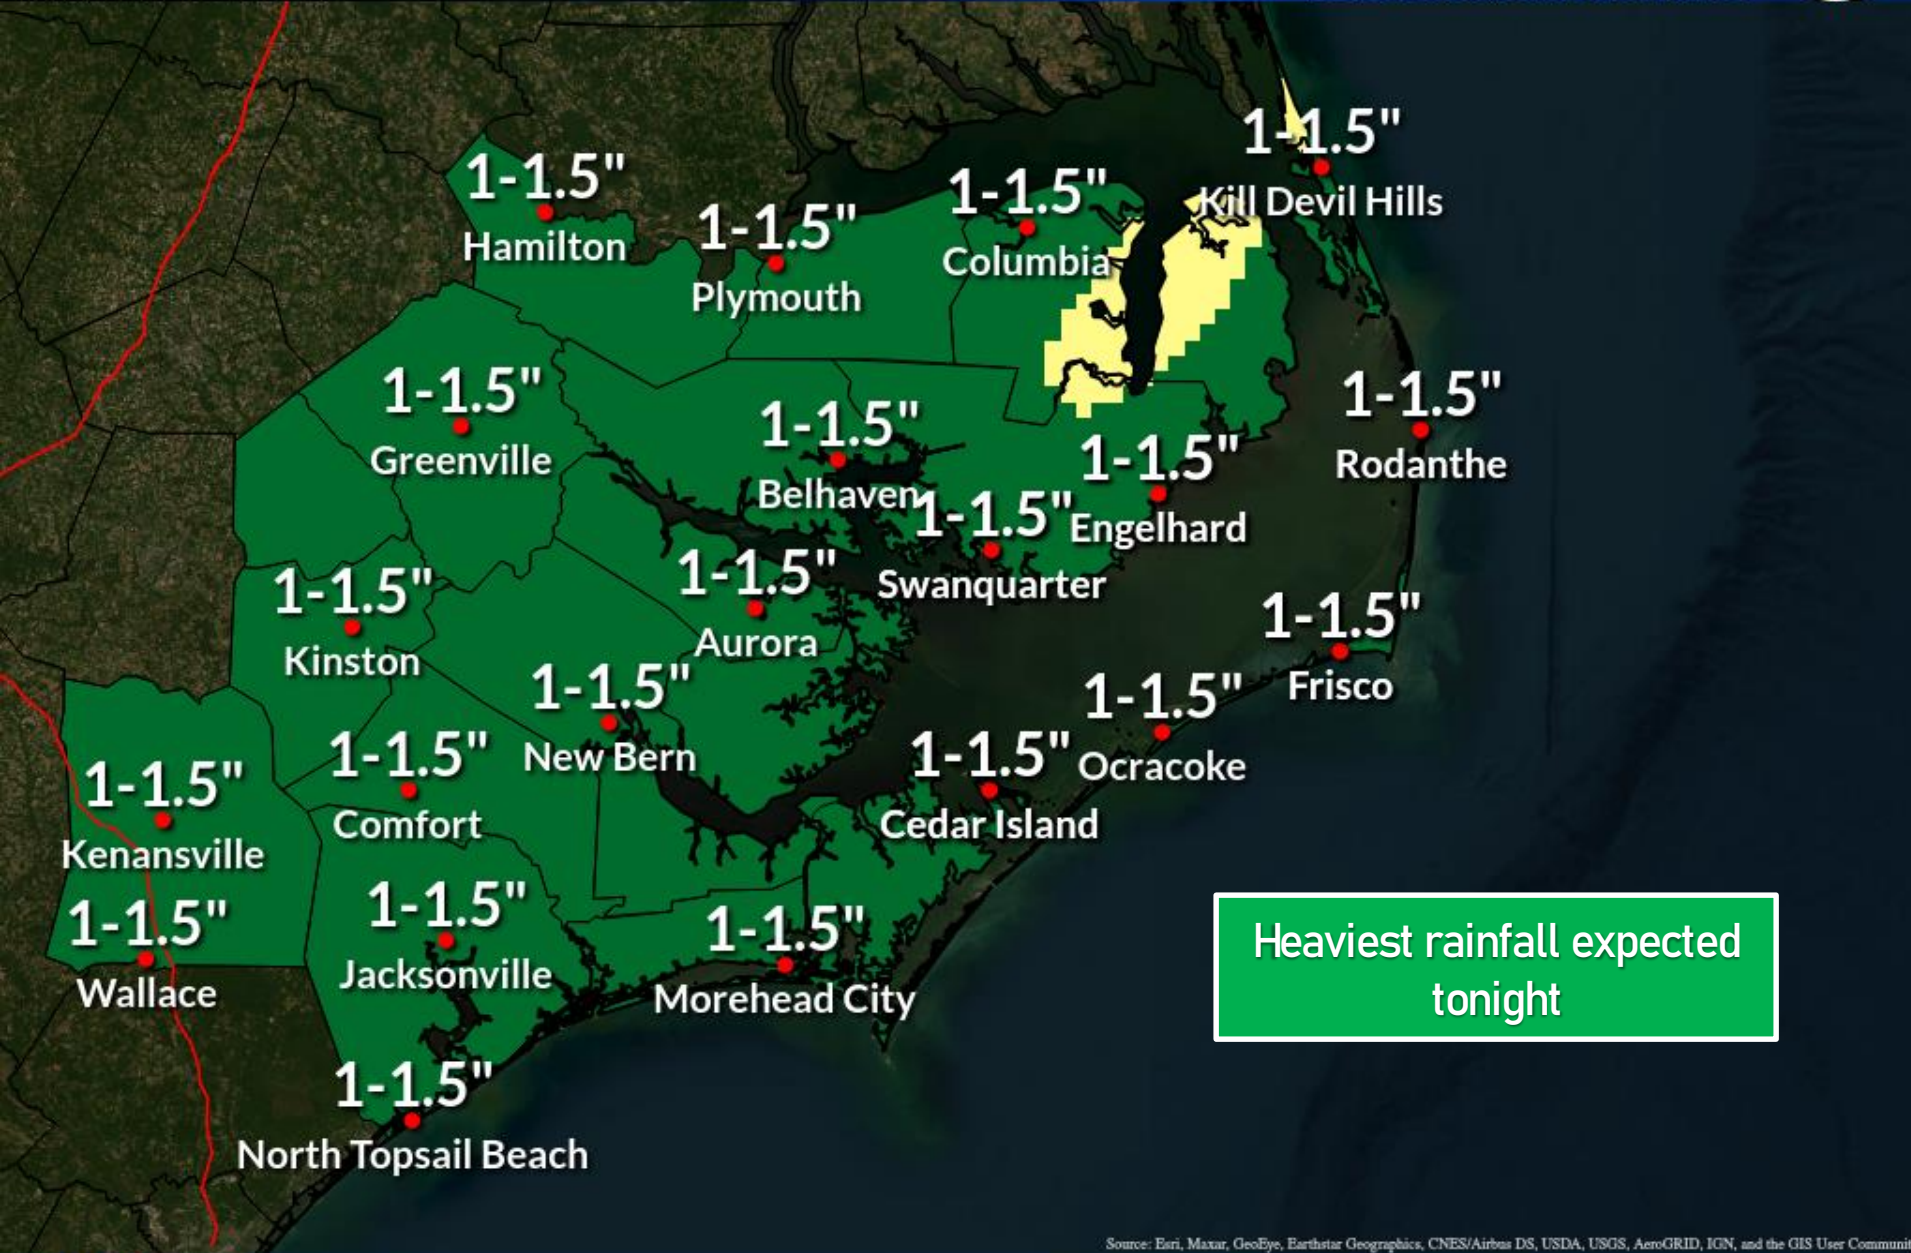 1-1.5"
Kill Devil Hills
1-1.5"
Hamilton
1-1.5"
Columbia
1-1.5"
Plymouth
1-1.5"
Greenville
1-1.5"
Rodanthe
1-1.5"
Belhaven
1-1.5"
Engelhard
1-1.5"
Swanquarter
1-1.5"
Aurora
1-1.5"
Kinston
1-1.5"
Frisco
1-1.5"
New Bern
1-1.5"
Ocracoke
1-1.5"
Comfort
1-1.5"
Cedar Island
1-1.5"
Kenansville
1-1.5"
Wallace
1-1.5"
Jacksonville
1-1.5"
Morehead City
Heaviest rainfall expected
tonight
1-1.5"
North Topsail Beach
Source: Esri, Maxar, GeoEye, Earthstar Geographics, CNES/Airbus DS, USDA, USGS, AeroGRID, IGN, and the GIS User Communit